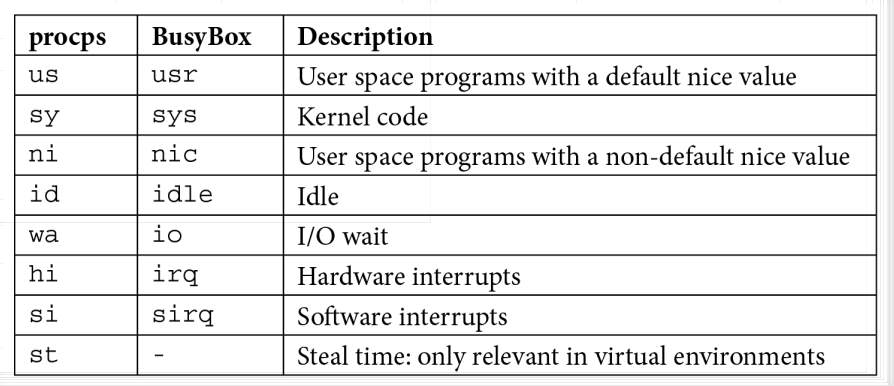 procps BusyBox Description
us usr User space programs with a default nice value
sy sys Kernel code
ni nic User space programs with a non-default nice value
id idle Idle
wa io I/O wait
hi irq Hardware interrupts
si sirq Software interrupts
st - Steal time: only relevant in virtual environments